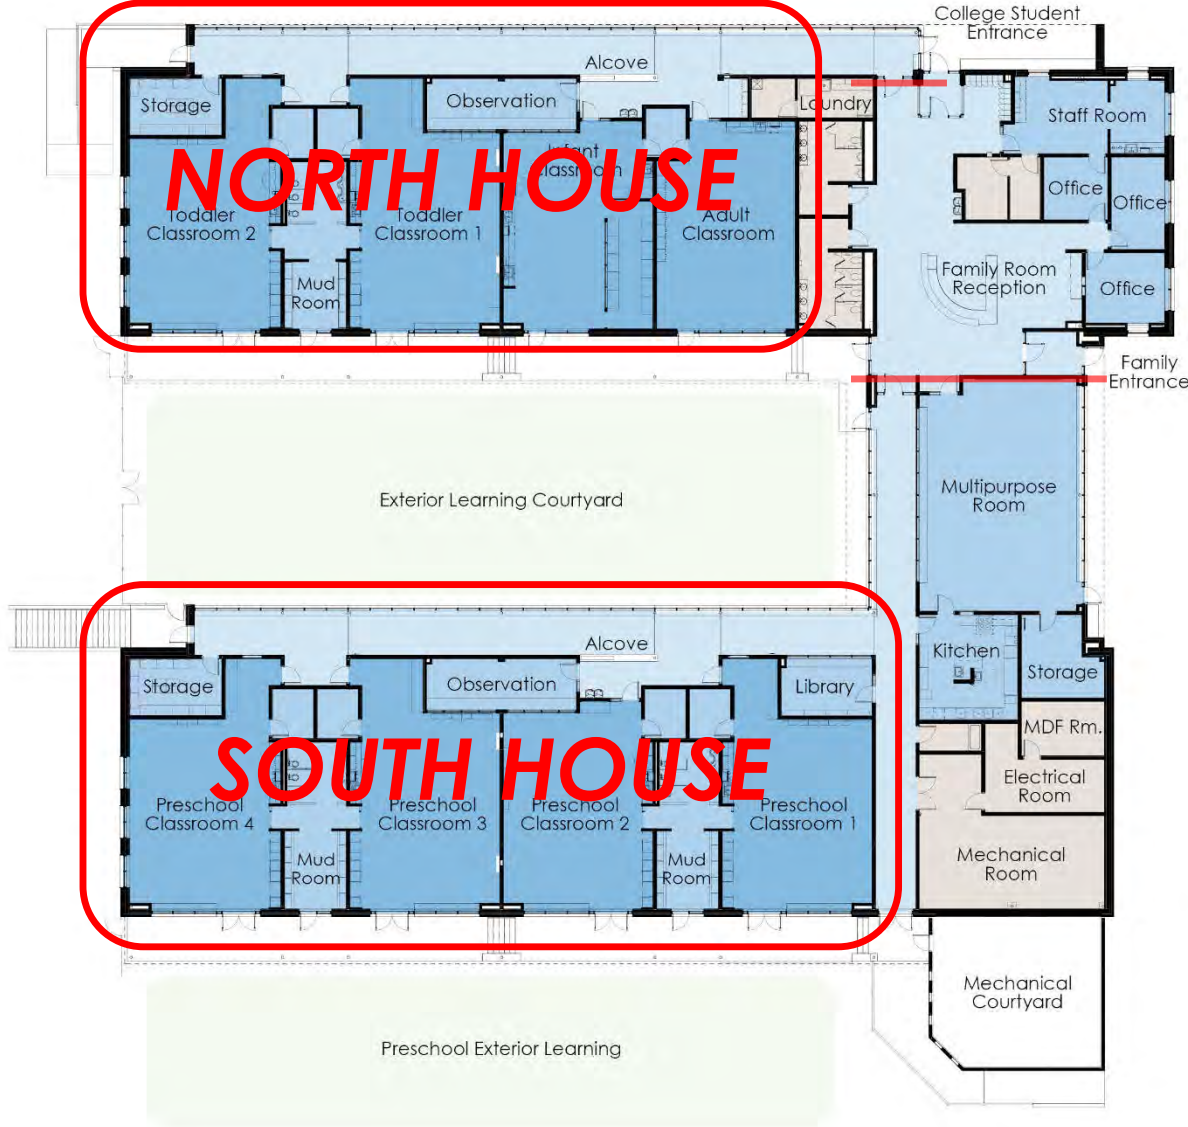 College Student
Entrance
Alcove
Storage
Observation
Laundry
Staff Room
NORTH HOUSE
Infant
Classroom
Office
Office
Toddler
Classroom 2
Toddler
Classroom 1
Adult
Classroom
Mud
Room
Family Room
Reception
Office
Family
Entrance
Exterior Learning Courtyard
Multipurpose
Room
Alcove
Kitchen
Storage
Storage
Observation
Library
MDF Rm.
SOUTH HOUSE
Electrical
Room
Preschool
Classroom 4
Preschool
Classroom 3
Preschool
Classroom 2
Preschool
Classroom 1
Mud
Room
Mud
Room
Mechanical
Room
Mechanical
Courtyard
Preschool Exterior Learning